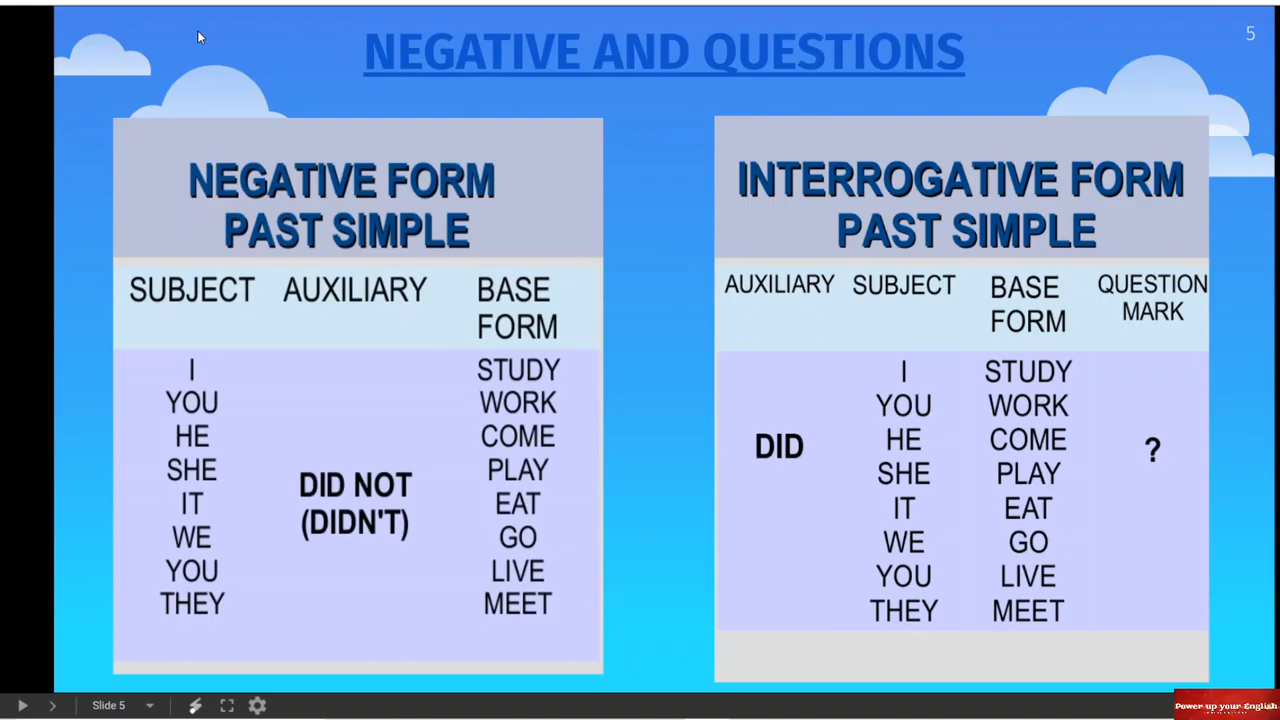 NEGATIVE AND QUESTIONS
5
NEGATIVE FORM
PAST SIMPLE
SUBJECT AUXILIARY BASE FORM
I STUDY
YOU WORK
HE COME
SHE PLAY
IT EAT
WE GO
YOU LIVE
THEY MEET
DID NOT
(DIDN'T)
INTERROGATIVE FORM
PAST SIMPLE
AUXILIARY SUBJECT BASE FORM QUESTION MARK
I STUDY
YOU WORK
HE COME
SHE PLAY
IT EAT
WE GO
YOU LIVE
THEY MEET
DID
?
Slide 5
Power up your English